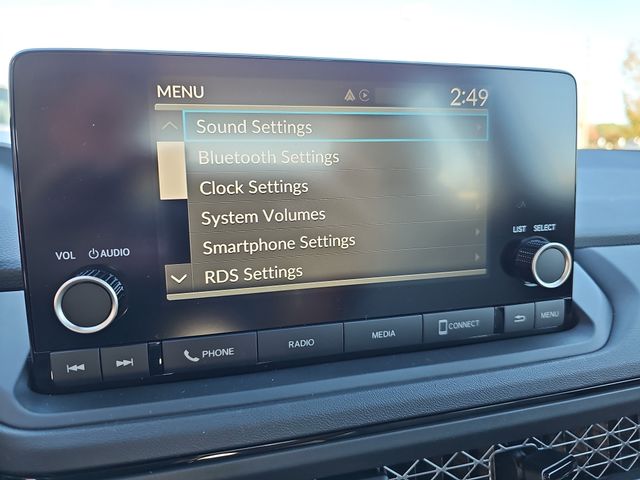 MENU 2:49
Sound Settings
Bluetooth Settings
Clock Settings
System Volumes
Smartphone Settings
RDS Settings
VOL AUDIO
LIST SELECT
PHONE RADIO MEDIA CONNECT MENU